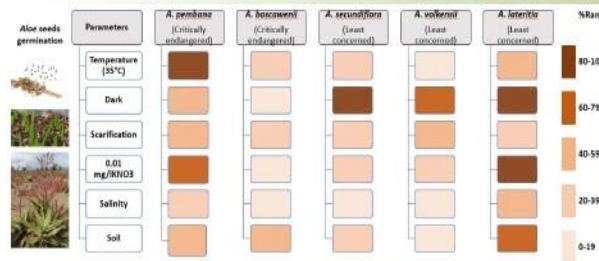 Aloe seeds
germination
Parameters
A. pembana
(Critically
endangered)
A. boscawenii
(Critically
endangered)
A. secundiflora
(Least
concerned)
A. volkensii
(Least
concerned)
A. lateritia
(Least
concerned)
%Ran
Temperature
(35°C)
Dark
Scarification
0.01
mg/lKNO3
Salinity
Soil
80-10
60-79
40-59
20-39
0-19